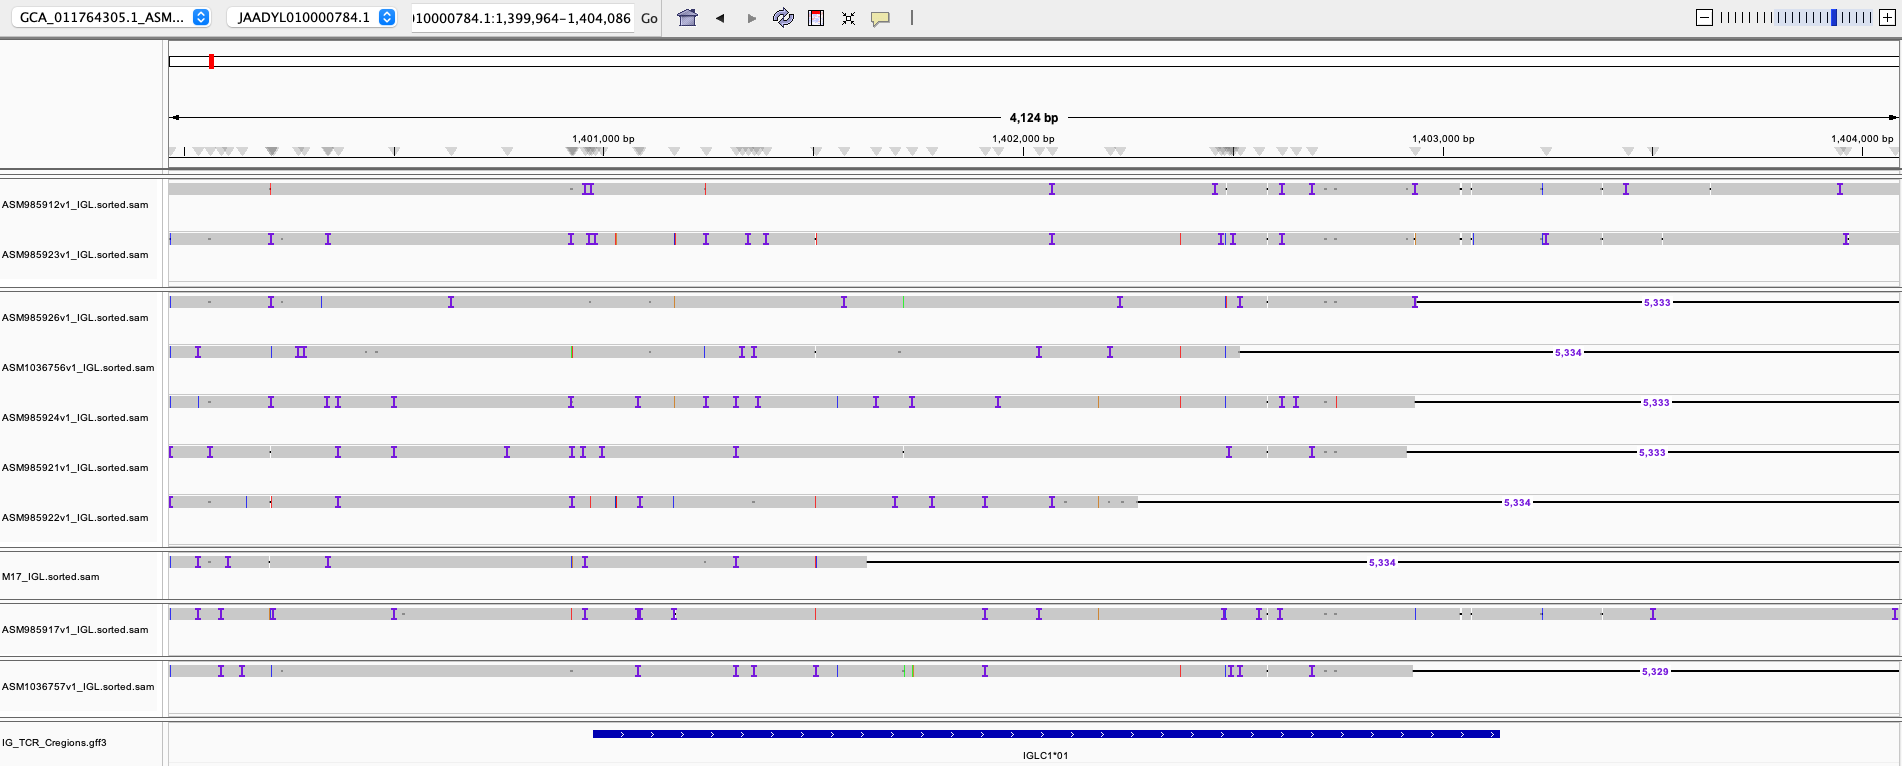 GCA_011764305.1_ASM... JAADYL010000784.1 10000784.1:1,399,964-1,404,086 Go
4,124 bp
1,401,000 bp 1,402,000 bp 1,403,000 bp 1,404,000 bp
ASM985912v1_IGL.sorted.sam
ASM985923v1_IGL.sorted.sam
5,333
ASM985926v1_IGL.sorted.sam
5,334
ASM1036756v1_IGL.sorted.sam
5,333
ASM985924v1_IGL.sorted.sam
5,333
ASM985921v1_IGL.sorted.sam
5,334
ASM985922v1_IGL.sorted.sam
5,334
M17_IGL.sorted.sam
ASM985917v1_IGL.sorted.sam
5,329
ASM1036757v1_IGL.sorted.sam
IG_TCR_Cregions.gff3
IGLC1*01